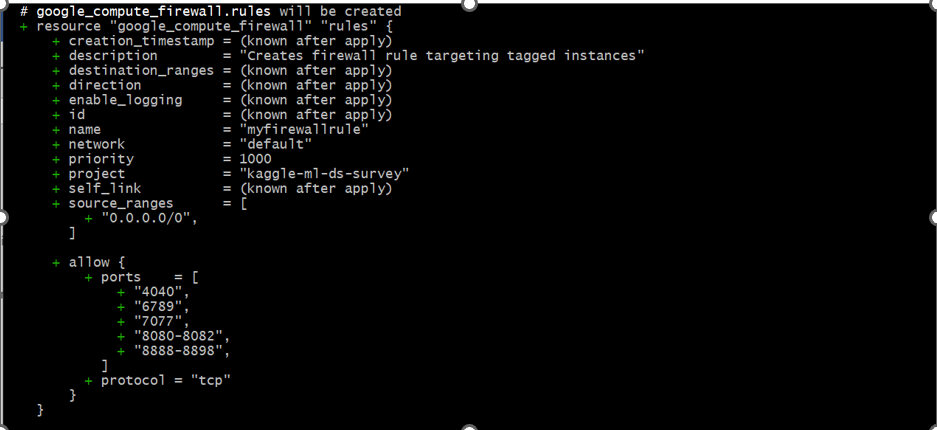 # google_compute_firewall.rules will be created
+ resource "google_compute_firewall" "rules" {
+ creation_timestamp = (known after apply)
+ description = "Creates firewall rule targeting tagged instances"
+ destination_ranges = (known after apply)
+ direction = (known after apply)
+ enable_logging = (known after apply)
+ id = (known after apply)
+ name = "myfirewallrule"
+ network = "default"
+ priority = 1000
+ project = "kaggle-ml-ds-survey"
+ self_link = (known after apply)
+ source_ranges = [
+ "0.0.0.0/0",
]
+ allow {
+ ports = [
+ "4040",
+ "6789",
+ "7077",
+ "8080-8082",
+ "8888-8898",
]
+ protocol = "tcp"
}
}